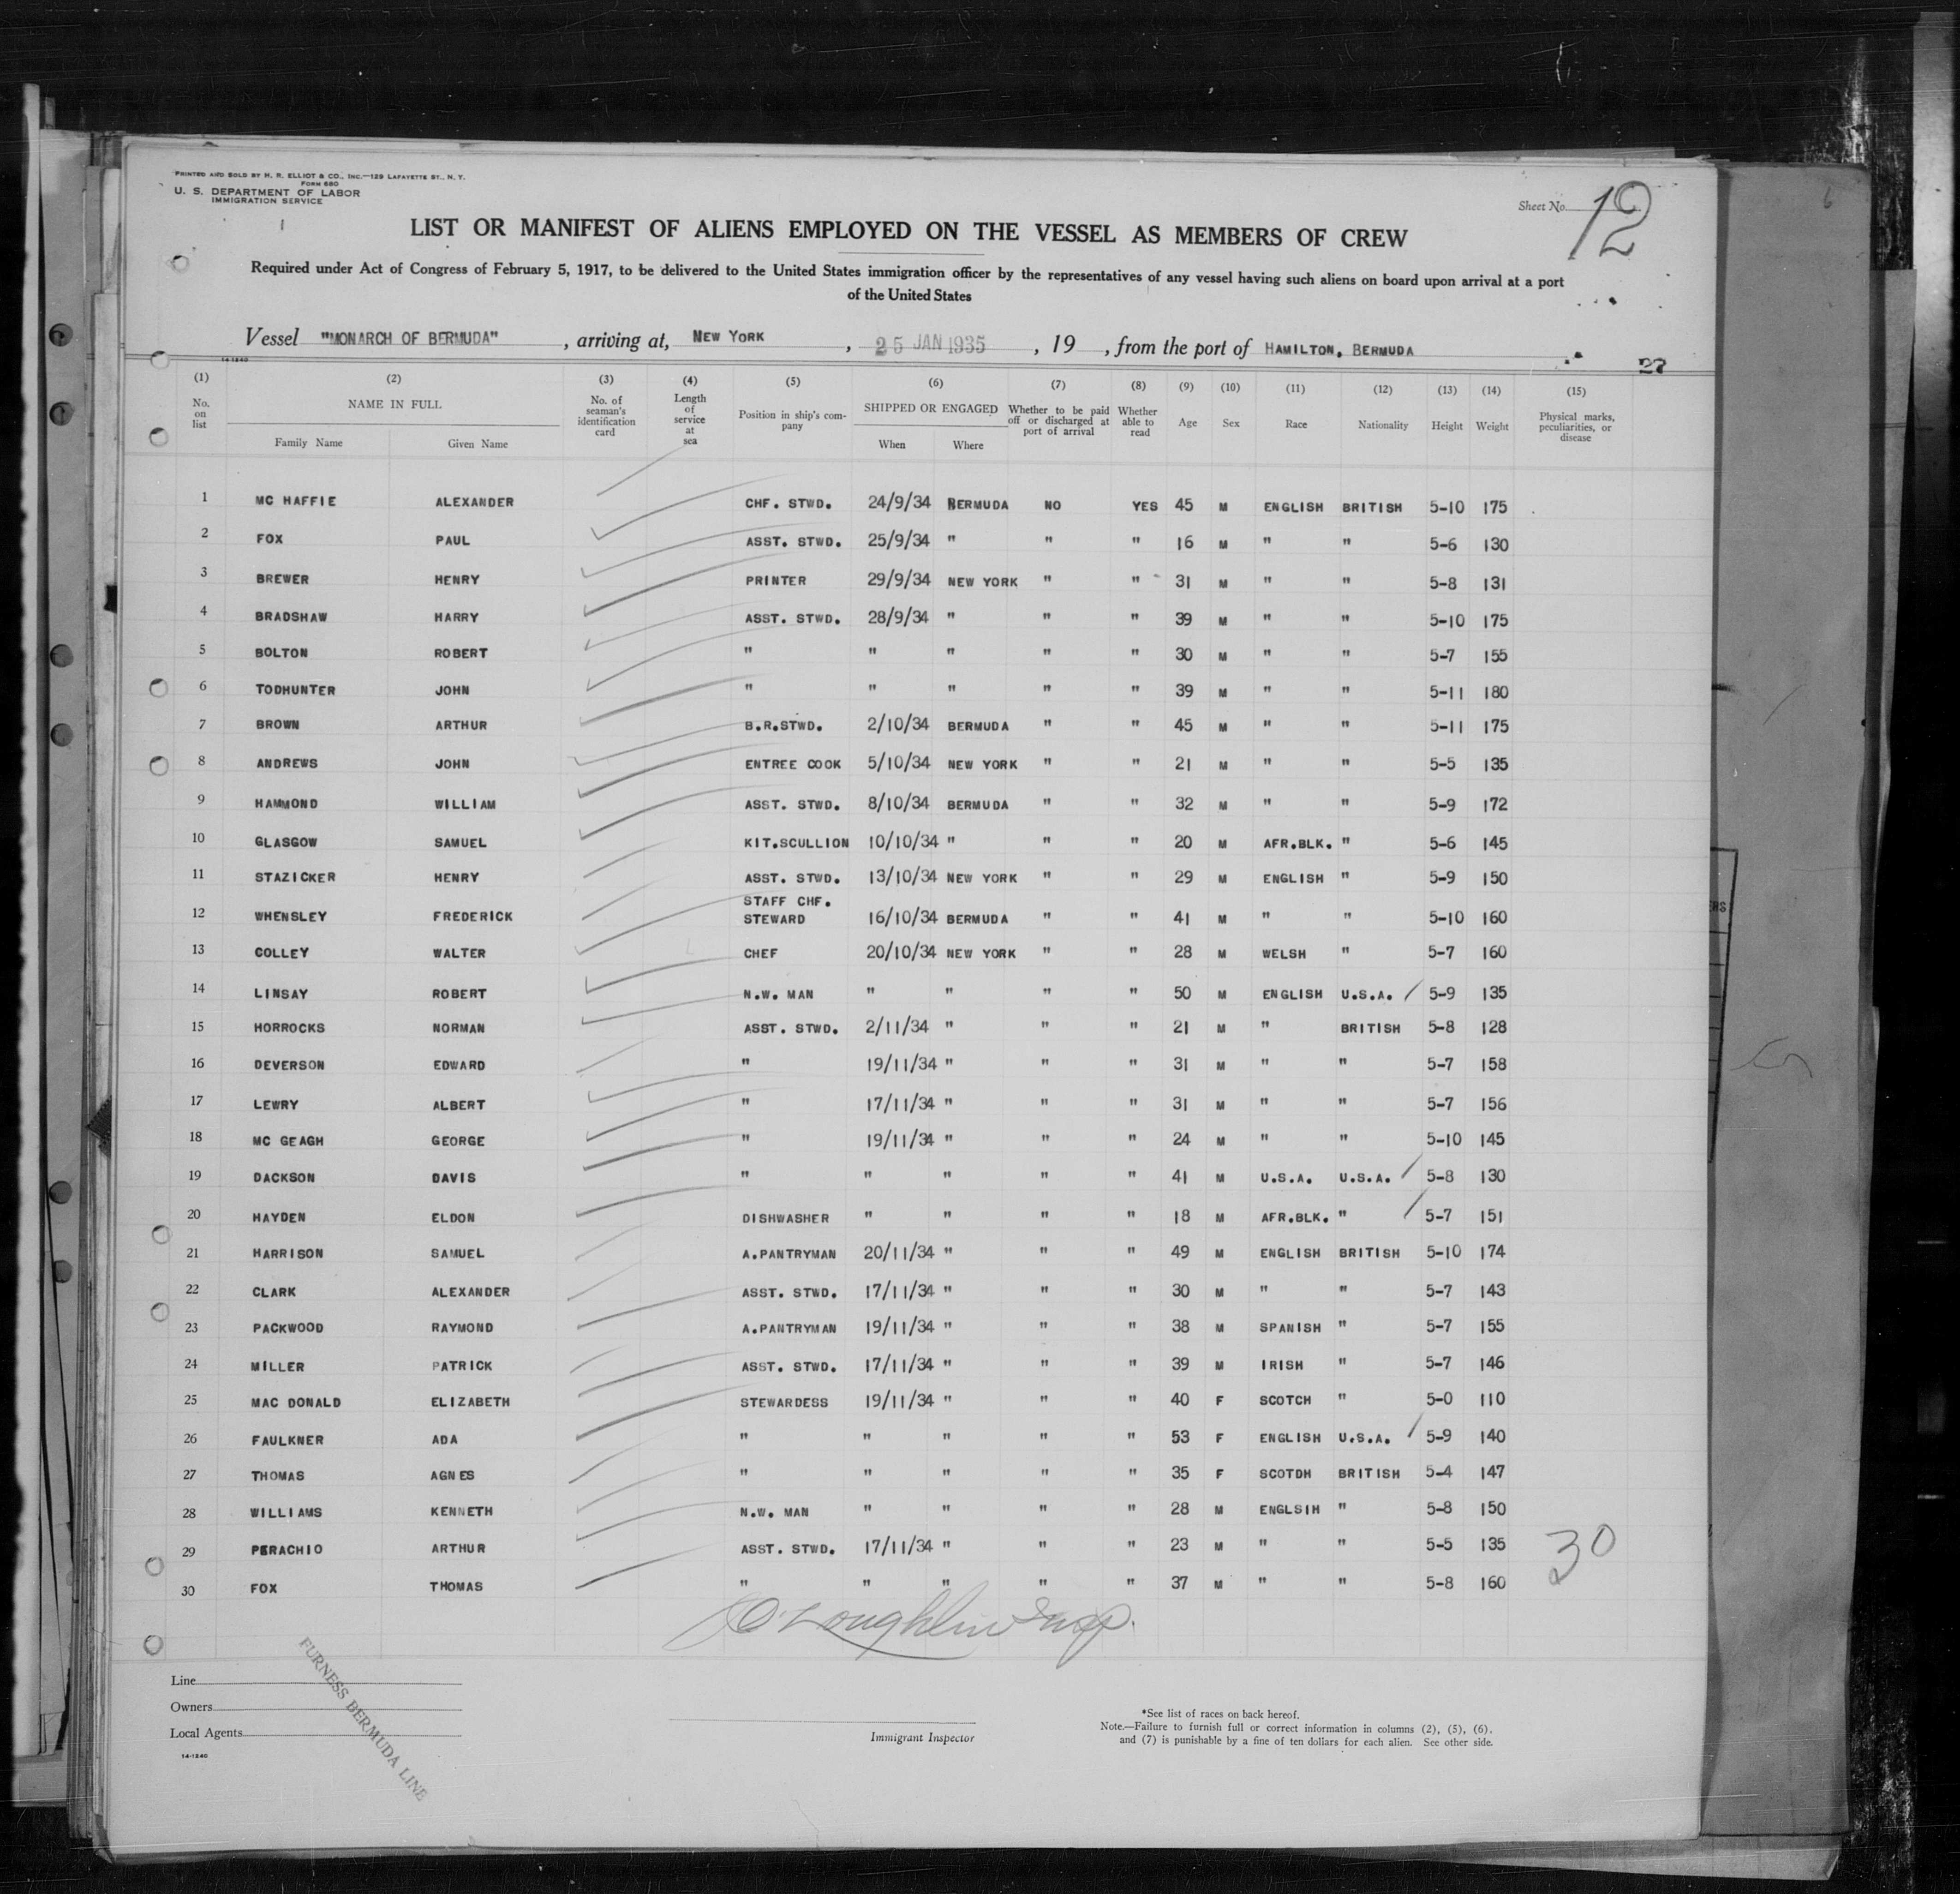 PRINTED AND SOLD BY H. R. ELLIOT & CO., INC.—129 LAFAYETTE ST., N. Y.
FORM 680
U. S. DEPARTMENT OF LABOR
IMMIGRATION SERVICE
Sheet No. 12
LIST OR MANIFEST OF ALIENS EMPLOYED ON THE VESSEL AS MEMBERS OF CREW
Required under Act of Congress of February 5, 1917, to be delivered to the United States immigration officer by the representatives of any vessel having such aliens on board upon arrival at a port
of the United States
Vessel "MONARCH OF BERMUDA", arriving at, NEW YORK, 25 JAN 1935, 19 , from the port of HAMILTON, BERMUDA
14-1240
27
(1) (2) (3) (4) (5) (6) (7) (8) (9) (10) (11) (12) (13) (14) (15)
No. on list NAME IN FULL Family Name Given Name No. of seaman's identification card Length of service at sea Position in ship's company SHIPPED OR ENGAGED When Where Whether to be paid off or discharged at port of arrival Whether able to read Age Sex Race Nationality Height Weight Physical marks, peculiarities, or disease
1 MC HAFFIE ALEXANDER CHF. STWD. 24/9/34 BERMUDA NO YES 45 M ENGLISH BRITISH 5-10 175
2 FOX PAUL ASST. STWD. 25/9/34 " " " 16 M " " 5-6 130
3 BREWER HENRY PRINTER 29/9/34 NEW YORK " " 31 M " " 5-8 131
4 BRADSHAW HARRY ASST. STWD. 28/9/34 " " " 39 M " " 5-10 175
5 BOLTON ROBERT " " " " " 30 M " " 5-7 155
6 TODHUNTER JOHN " " " " " 39 M " " 5-11 180
7 BROWN ARTHUR B.R.STWD. 2/10/34 BERMUDA " " 45 M " " 5-11 175
8 ANDREWS JOHN ENTREE COOK 5/10/34 NEW YORK " " 21 M " " 5-5 135
9 HAMMOND WILLIAM ASST. STWD. 8/10/34 BERMUDA " " 32 M " " 5-9 172
10 GLASGOW SAMUEL KIT.SCULLION 10/10/34 " " " 20 M AFR.BLK. " 5-6 145
11 STAZICKER HENRY ASST. STWD. 13/10/34 NEW YORK " " 29 M ENGLISH " 5-9 150
12 WHENSLEY FREDERICK STAFF CHF. STEWARD 16/10/34 BERMUDA " " 41 M " " 5-10 160
13 COLLEY WALTER CHEF 20/10/34 NEW YORK " " 28 M WELSH " 5-7 160
14 LINSAY ROBERT N.W. MAN " " " " 50 M ENGLISH U.S.A. 5-9 135
15 HORROCKS NORMAN ASST. STWD. 2/11/34 " " " 21 M " BRITISH 5-8 128
16 DEVERSON EDWARD " 19/11/34 " " " 31 M " " 5-7 158
17 LEWRY ALBERT " 17/11/34 " " " 31 M " " 5-7 156
18 MC GEAGH GEORGE " 19/11/34 " " " 24 M " " 5-10 145
19 DACKSON DAVIS " " " " " 41 M U.S.A. U.S.A. 5-8 130
20 HAYDEN ELDON DISHWASHER " " " " 18 M AFR.BLK. " 5-7 151
21 HARRISON SAMUEL A.PANTRYMAN 20/11/34 " " " 49 M ENGLISH BRITISH 5-10 174
22 CLARK ALEXANDER ASST. STWD. 17/11/34 " " " 30 M " " 5-7 143
23 PACKWOOD RAYMOND A.PANTRYMAN 19/11/34 " " " 38 M SPANISH " 5-7 155
24 MILLER PATRICK ASST. STWD. 17/11/34 " " " 39 M IRISH " 5-7 146
25 MAC DONALD ELIZABETH STEWARDESS 19/11/34 " " " 40 F SCOTCH " 5-0 110
26 FAULKNER ADA " " " " " 53 F ENGLISH U.S.A. 5-9 140
27 THOMAS AGNES " " " " " 35 F SCOTDH BRITISH 5-4 147
28 WILLIAMS KENNETH N.W. MAN " " " " 28 M ENGLSIH " 5-8 150
29 PERACHIO ARTHUR ASST. STWD. 17/11/34 " " " 23 M " " 5-5 135
30 FOX THOMAS " " " " " 37 M " " 5-8 160
30
O'Loughlin Insp.
Line
Owners
Local Agents
14-1240
FURNESS BERMUDA LINE
Immigrant Inspector
*See list of races on back hereof.
Note.—Failure to furnish full or correct information in columns (2), (5), (6),
and (7) is punishable by a fine of ten dollars for each alien. See other side.